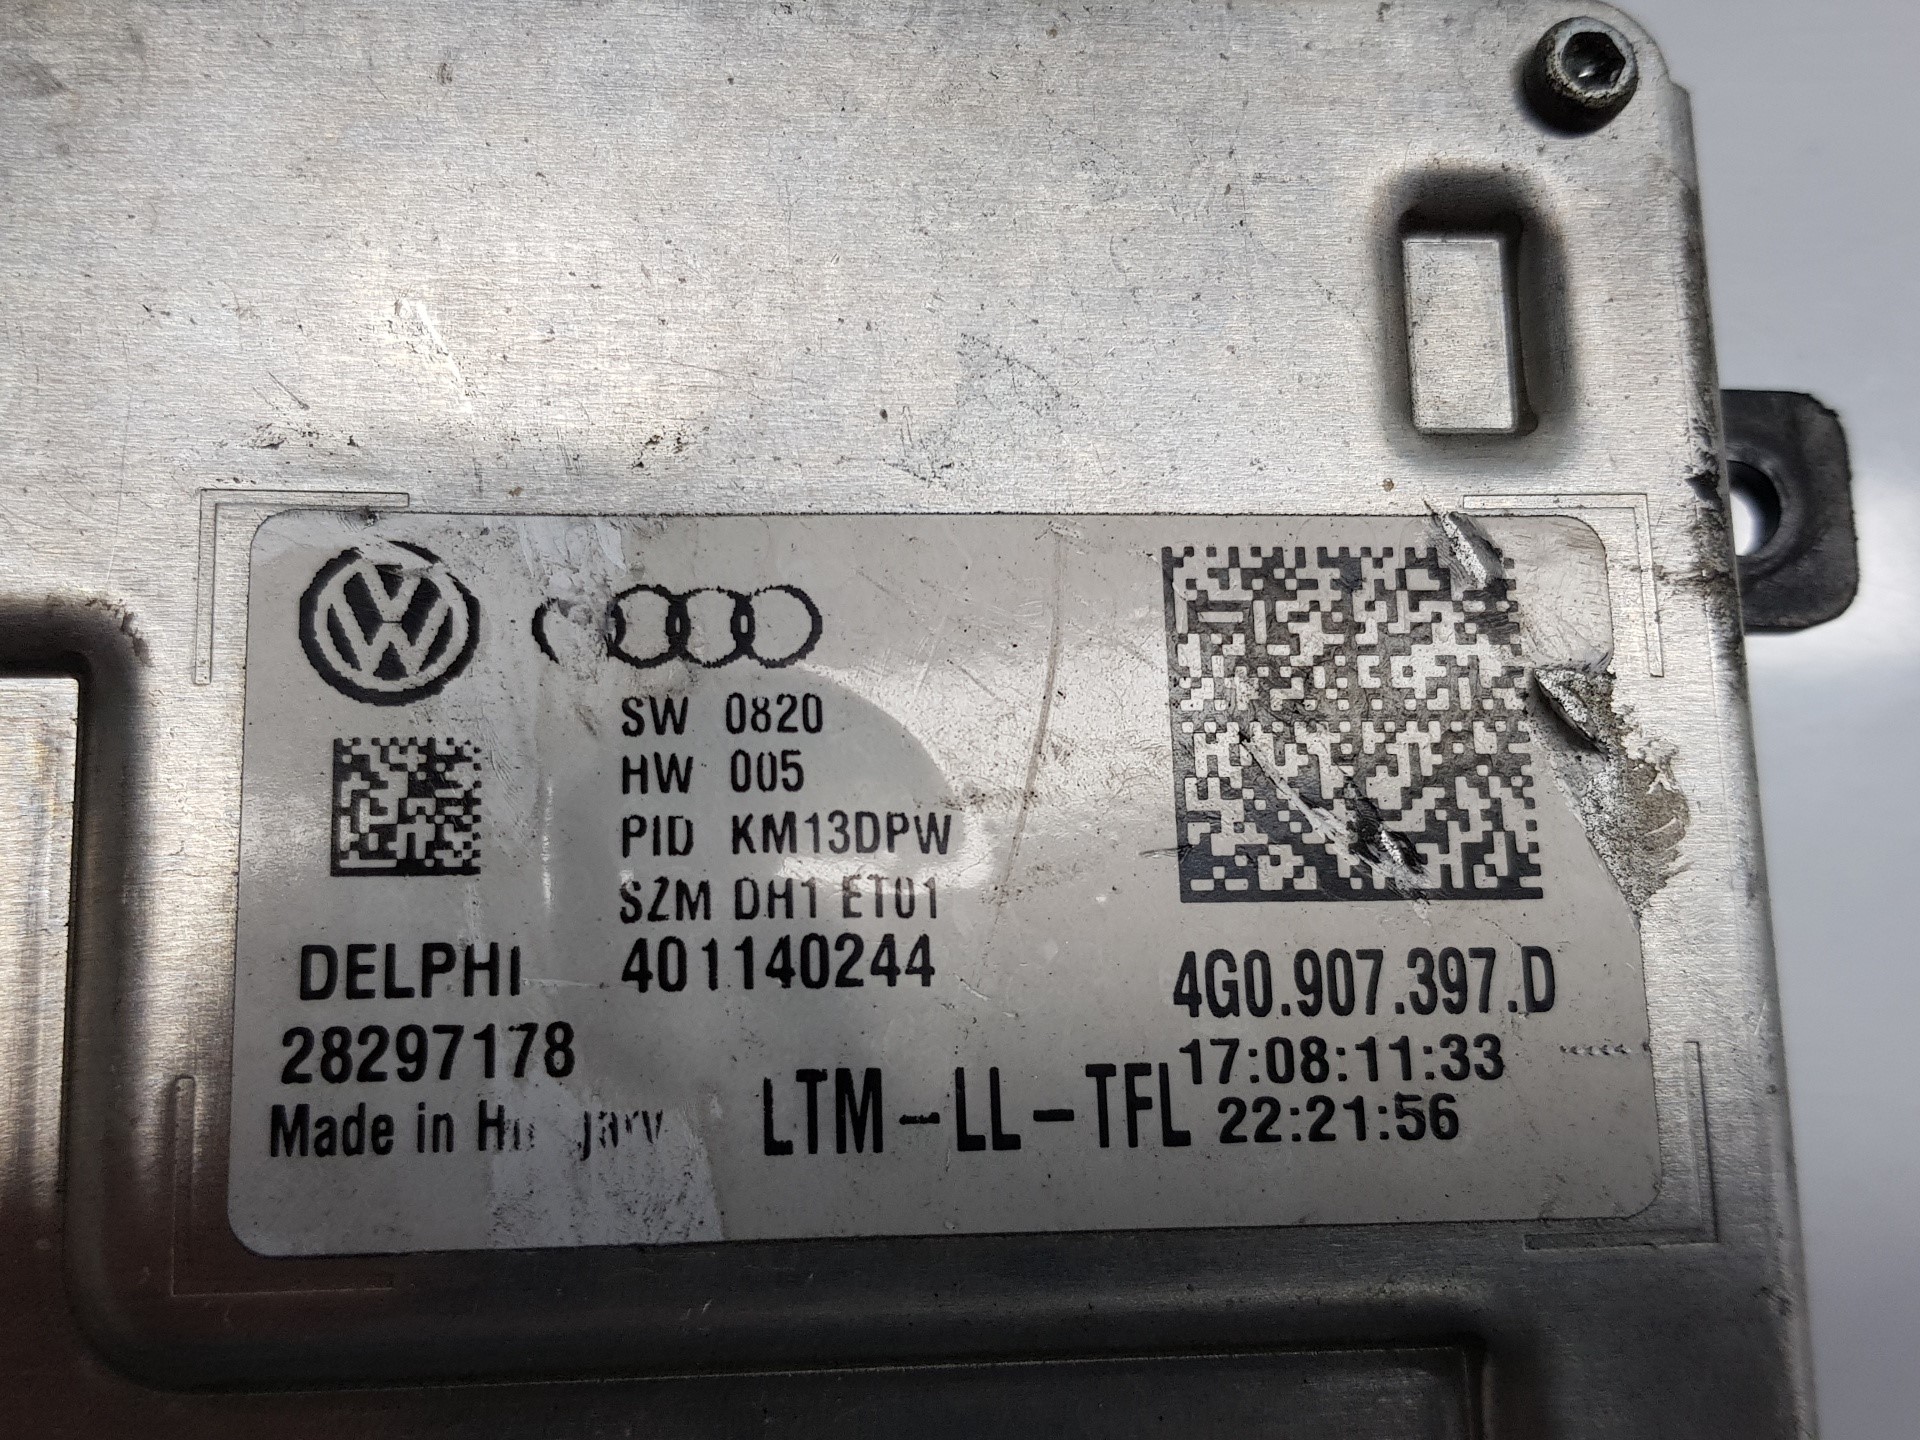 SW 0820
HW 005
PID KM13DPW
SZM DH1 ET01
DELPHI 401140244
28297178
Made in
LTM-LL-TFL
4G0.907.397.D
17:08:11:33
22:21:56